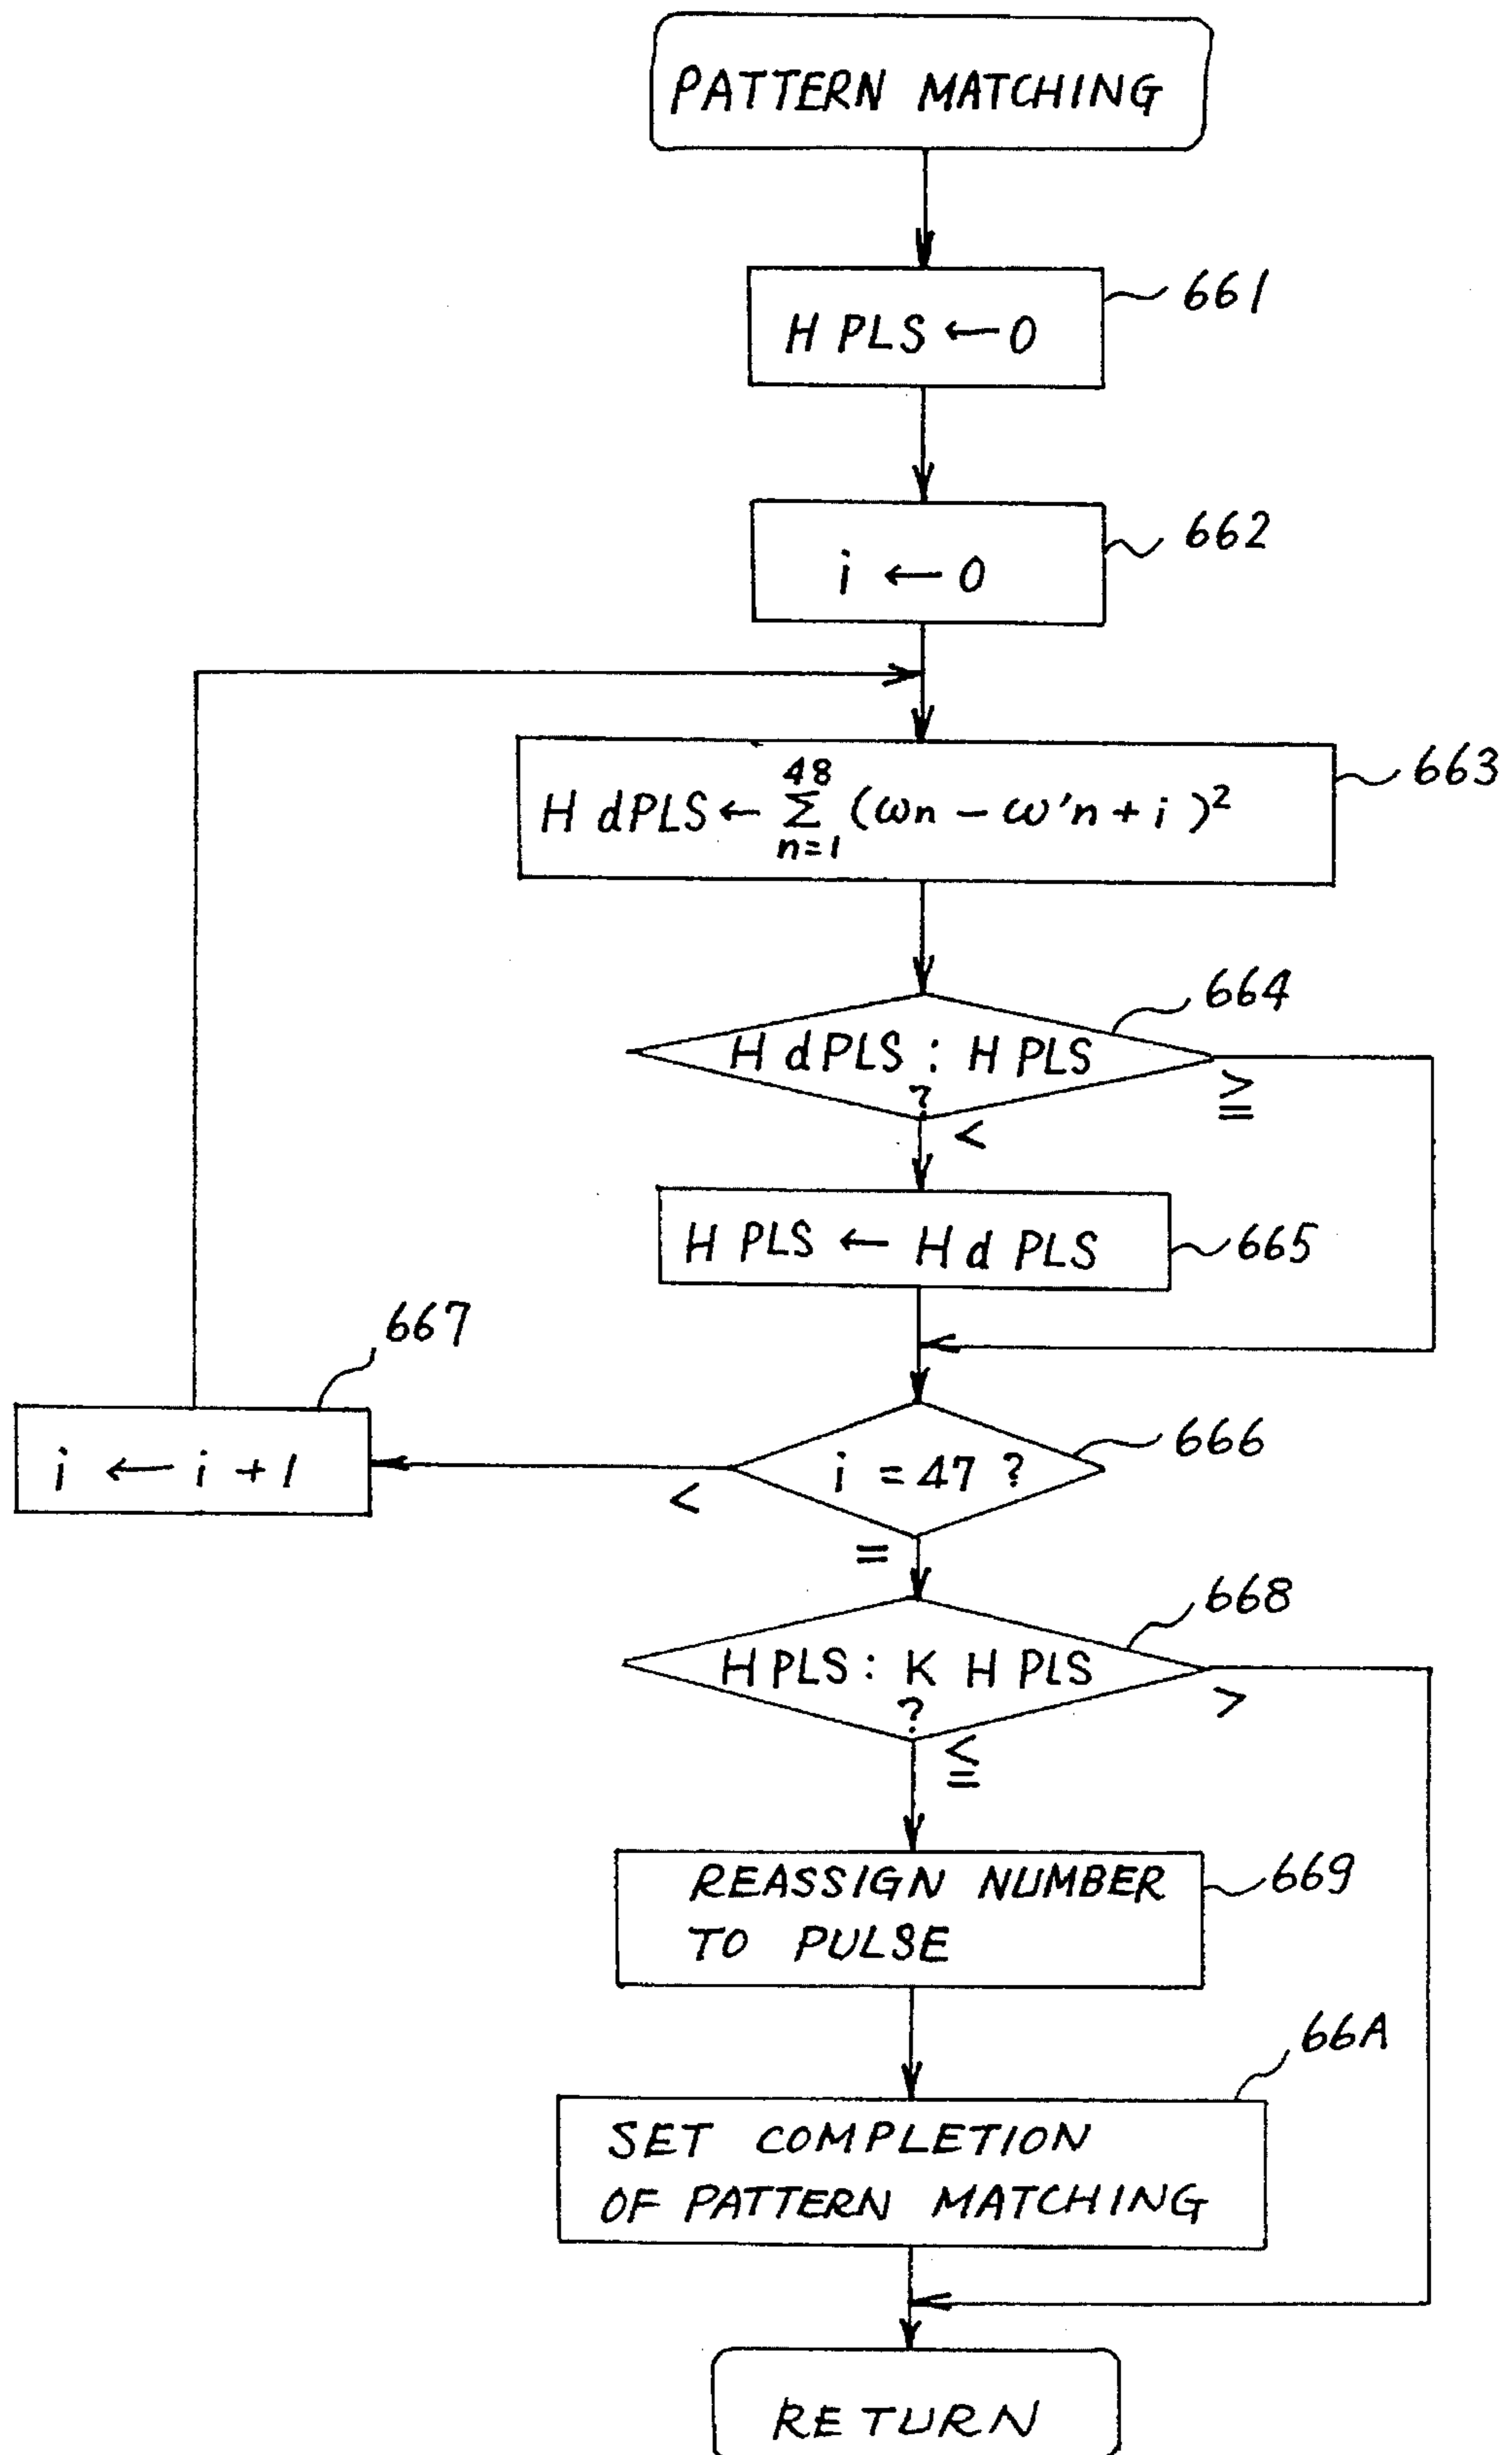 PATTERN MATCHING
661
H PLS ← 0
662
i ← 0
663
48
H dPLS ← Σ (ωn − ω'n + i )²
n=1
664
H dPLS : H PLS
?
≧
<
H PLS ← H d PLS
665
667
i ← i + 1
666
i = 47 ?
<
=
668
H PLS : K H PLS
?
>
≦
REASSIGN NUMBER
TO PULSE
669
66A
SET COMPLETION
OF PATTERN MATCHING
RETURN